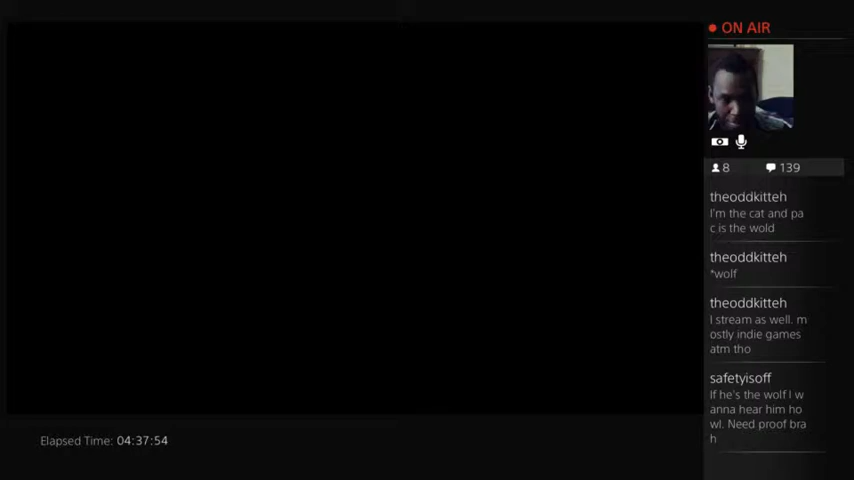 ON AIR
8 139
theoddkitteh
I'm the cat and pa
c is the wold
theoddkitteh
*wolf
theoddkitteh
I stream as well. m
ostly indie games
atm tho
safetyisoff
If he's the wolf I w
anna hear him ho
wl. Need proof bra
h
Elapsed Time: 04:37:54